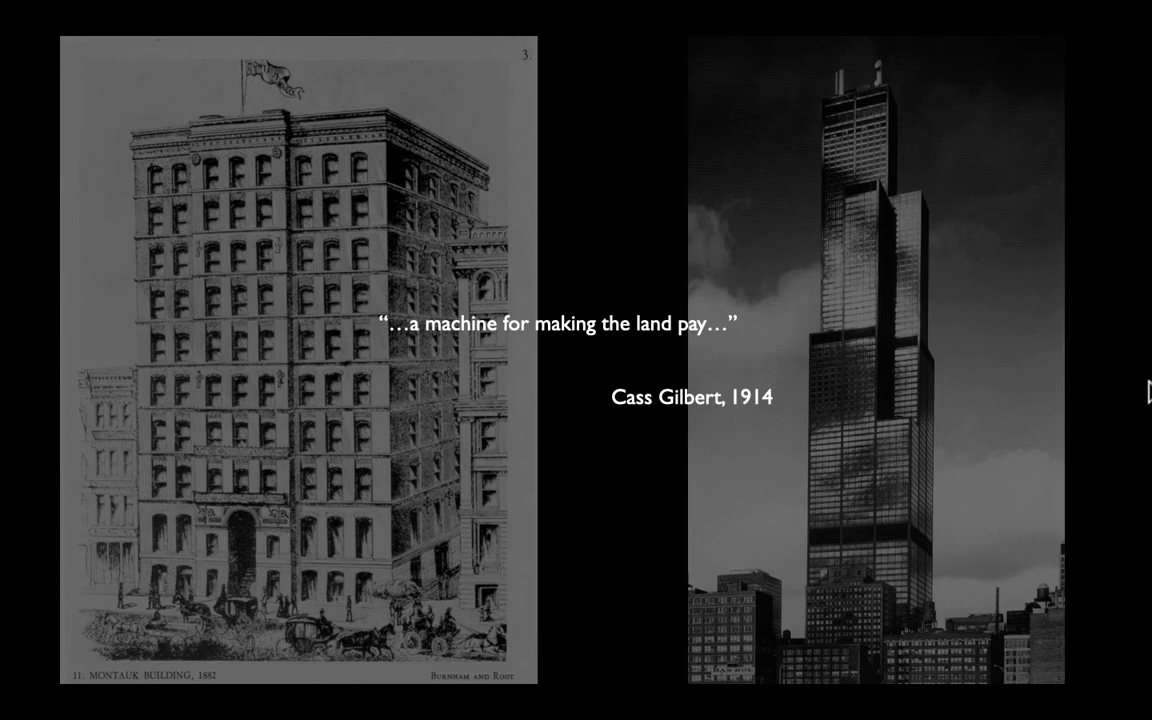 3.
“…a machine for making the land pay…”
Cass Gilbert, 1914
11. MONTAUK BUILDING, 1882
BURNHAM AND ROOT